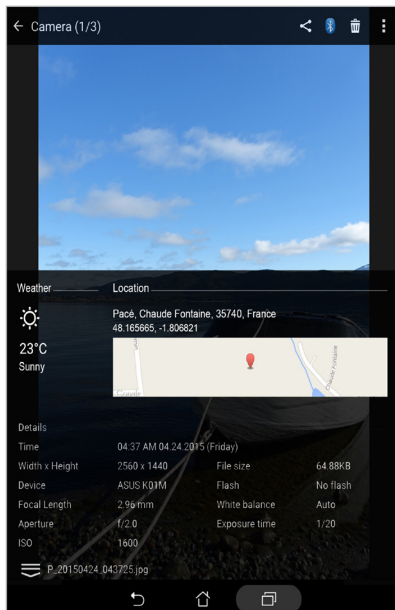 Camera (1/3)
Weather
Location
Pacé, Chaude Fontaine, 35740, France
48.165665, -1.806821
23°C
Sunny
Google
Chaude Fontaine
Details
Time 04:37 AM 04.24.2015 (Friday)
Width x Height 2560 x 1440 File size 64.88KB
Device ASUS K01M Flash No flash
Focal Length 2.96 mm White balance Auto
Aperture f/2.0 Exposure time 1/20
ISO 1600
P_20150424_043725.jpg